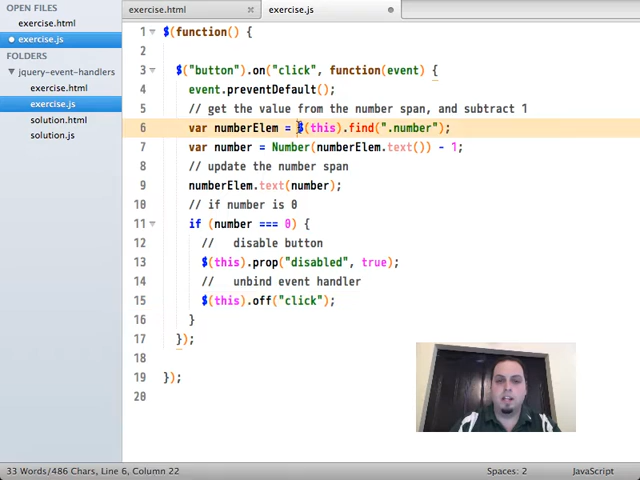 OPEN FILES
exercise.html
exercise.js
FOLDERS
jquery-event-handlers
exercise.html
exercise.js
solution.html
solution.js
exercise.html
exercise.js
1 $(function() {
2
3 $("button").on("click", function(event) {
4 event.preventDefault();
5 // get the value from the number span, and subtract 1
6 var numberElem = $(this).find(".number");
7 var number = Number(numberElem.text()) - 1;
8 // update the number span
9 numberElem.text(number);
10 // if number is 0
11 if (number === 0) {
12 //   disable button
13 $(this).prop("disabled", true);
14 //   unbind event handler
15 $(this).off("click");
16 }
17 });
18
19 });
20
33 Words/486 Chars, Line 6, Column 22
Spaces: 2
JavaScript